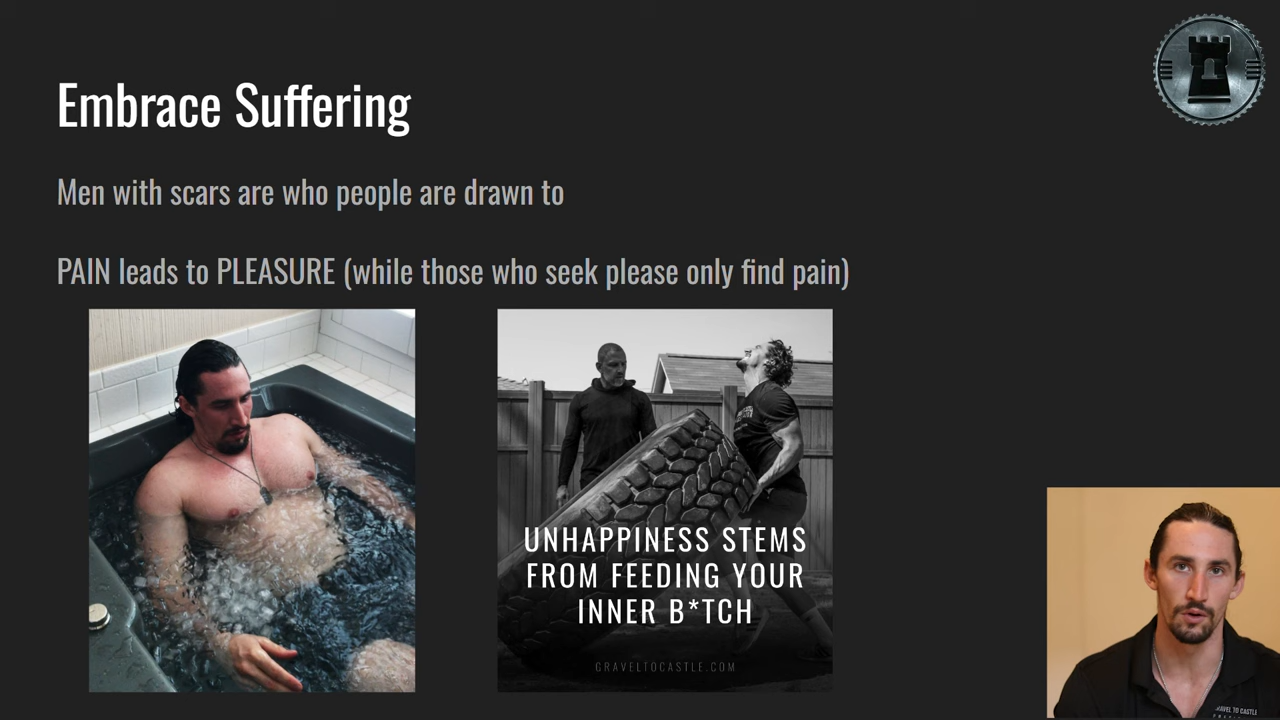 Embrace Suffering
Men with scars are who people are drawn to
PAIN leads to PLEASURE (while those who seek please only find pain)
UNHAPPINESS STEMS
FROM FEEDING YOUR
INNER B*TCH
GRAVELTOCASTLE.COM